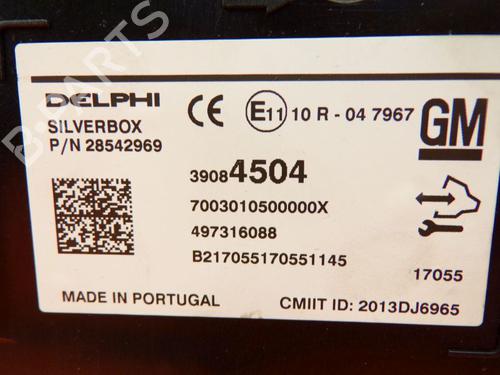 DELPHI
SILVERBOX
P/N 28542969
CE
E11 10 R - 04 7967
GM
39084504
7003010500000X
497316088
B217055170551145
17055
MADE IN PORTUGAL
CMIIT ID: 2013DJ6965
B-PARTS